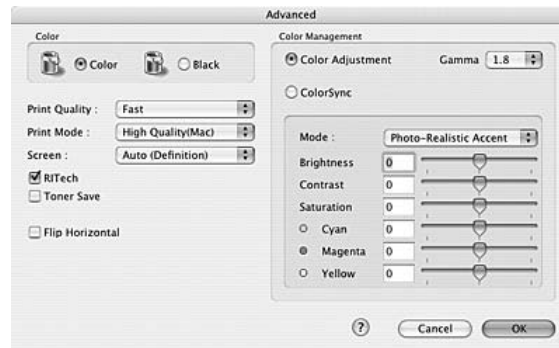 Advanced
Color
Color
Black
Print Quality :
Fast
Print Mode :
High Quality(Mac)
Screen :
Auto (Definition)
RITech
Toner Save
Flip Horizontal
Color Management
Color Adjustment
Gamma
1.8
ColorSync
Mode :
Photo-Realistic Accent
Brightness
0
Contrast
0
Saturation
0
Cyan
0
Magenta
0
Yellow
0
?
Cancel
OK